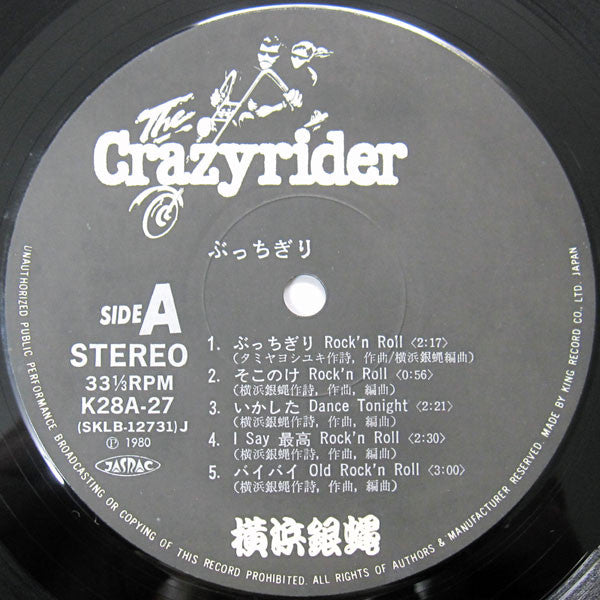 The
Crazyrider
ぶっちぎり
SIDE A
STEREO
33⅓RPM
K28A-27
(SKLB-12731)J
Ⓟ 1980
JASRAC
1. ぶっちぎり Rock'n Roll 〈2:17〉
(タミヤヨシユキ作詩, 作曲/横浜銀蝿編曲)
2. そこのけ Rock'n Roll 〈0:56〉
(横浜銀蝿作詩, 作曲, 編曲)
3. いかした Dance Tonight 〈2:21〉
(横浜銀蝿作詩, 作曲, 編曲)
4. I Say 最高 Rock'n Roll 〈2:30〉
(横浜銀蝿作詩, 作曲, 編曲)
5. バイバイ Old Rock'n Roll 〈3:00〉
(横浜銀蝿作詩, 作曲, 編曲)
横浜銀蝿
UNAUTHORIZED PUBLIC PERFORMANCE BROADCASTING OR COPYING OF THIS RECORD PROHIBITED. ALL RIGHTS OF AUTHORS & MANUFACTURER RESERVED. MADE BY KING RECORD CO. LTD. JAPAN